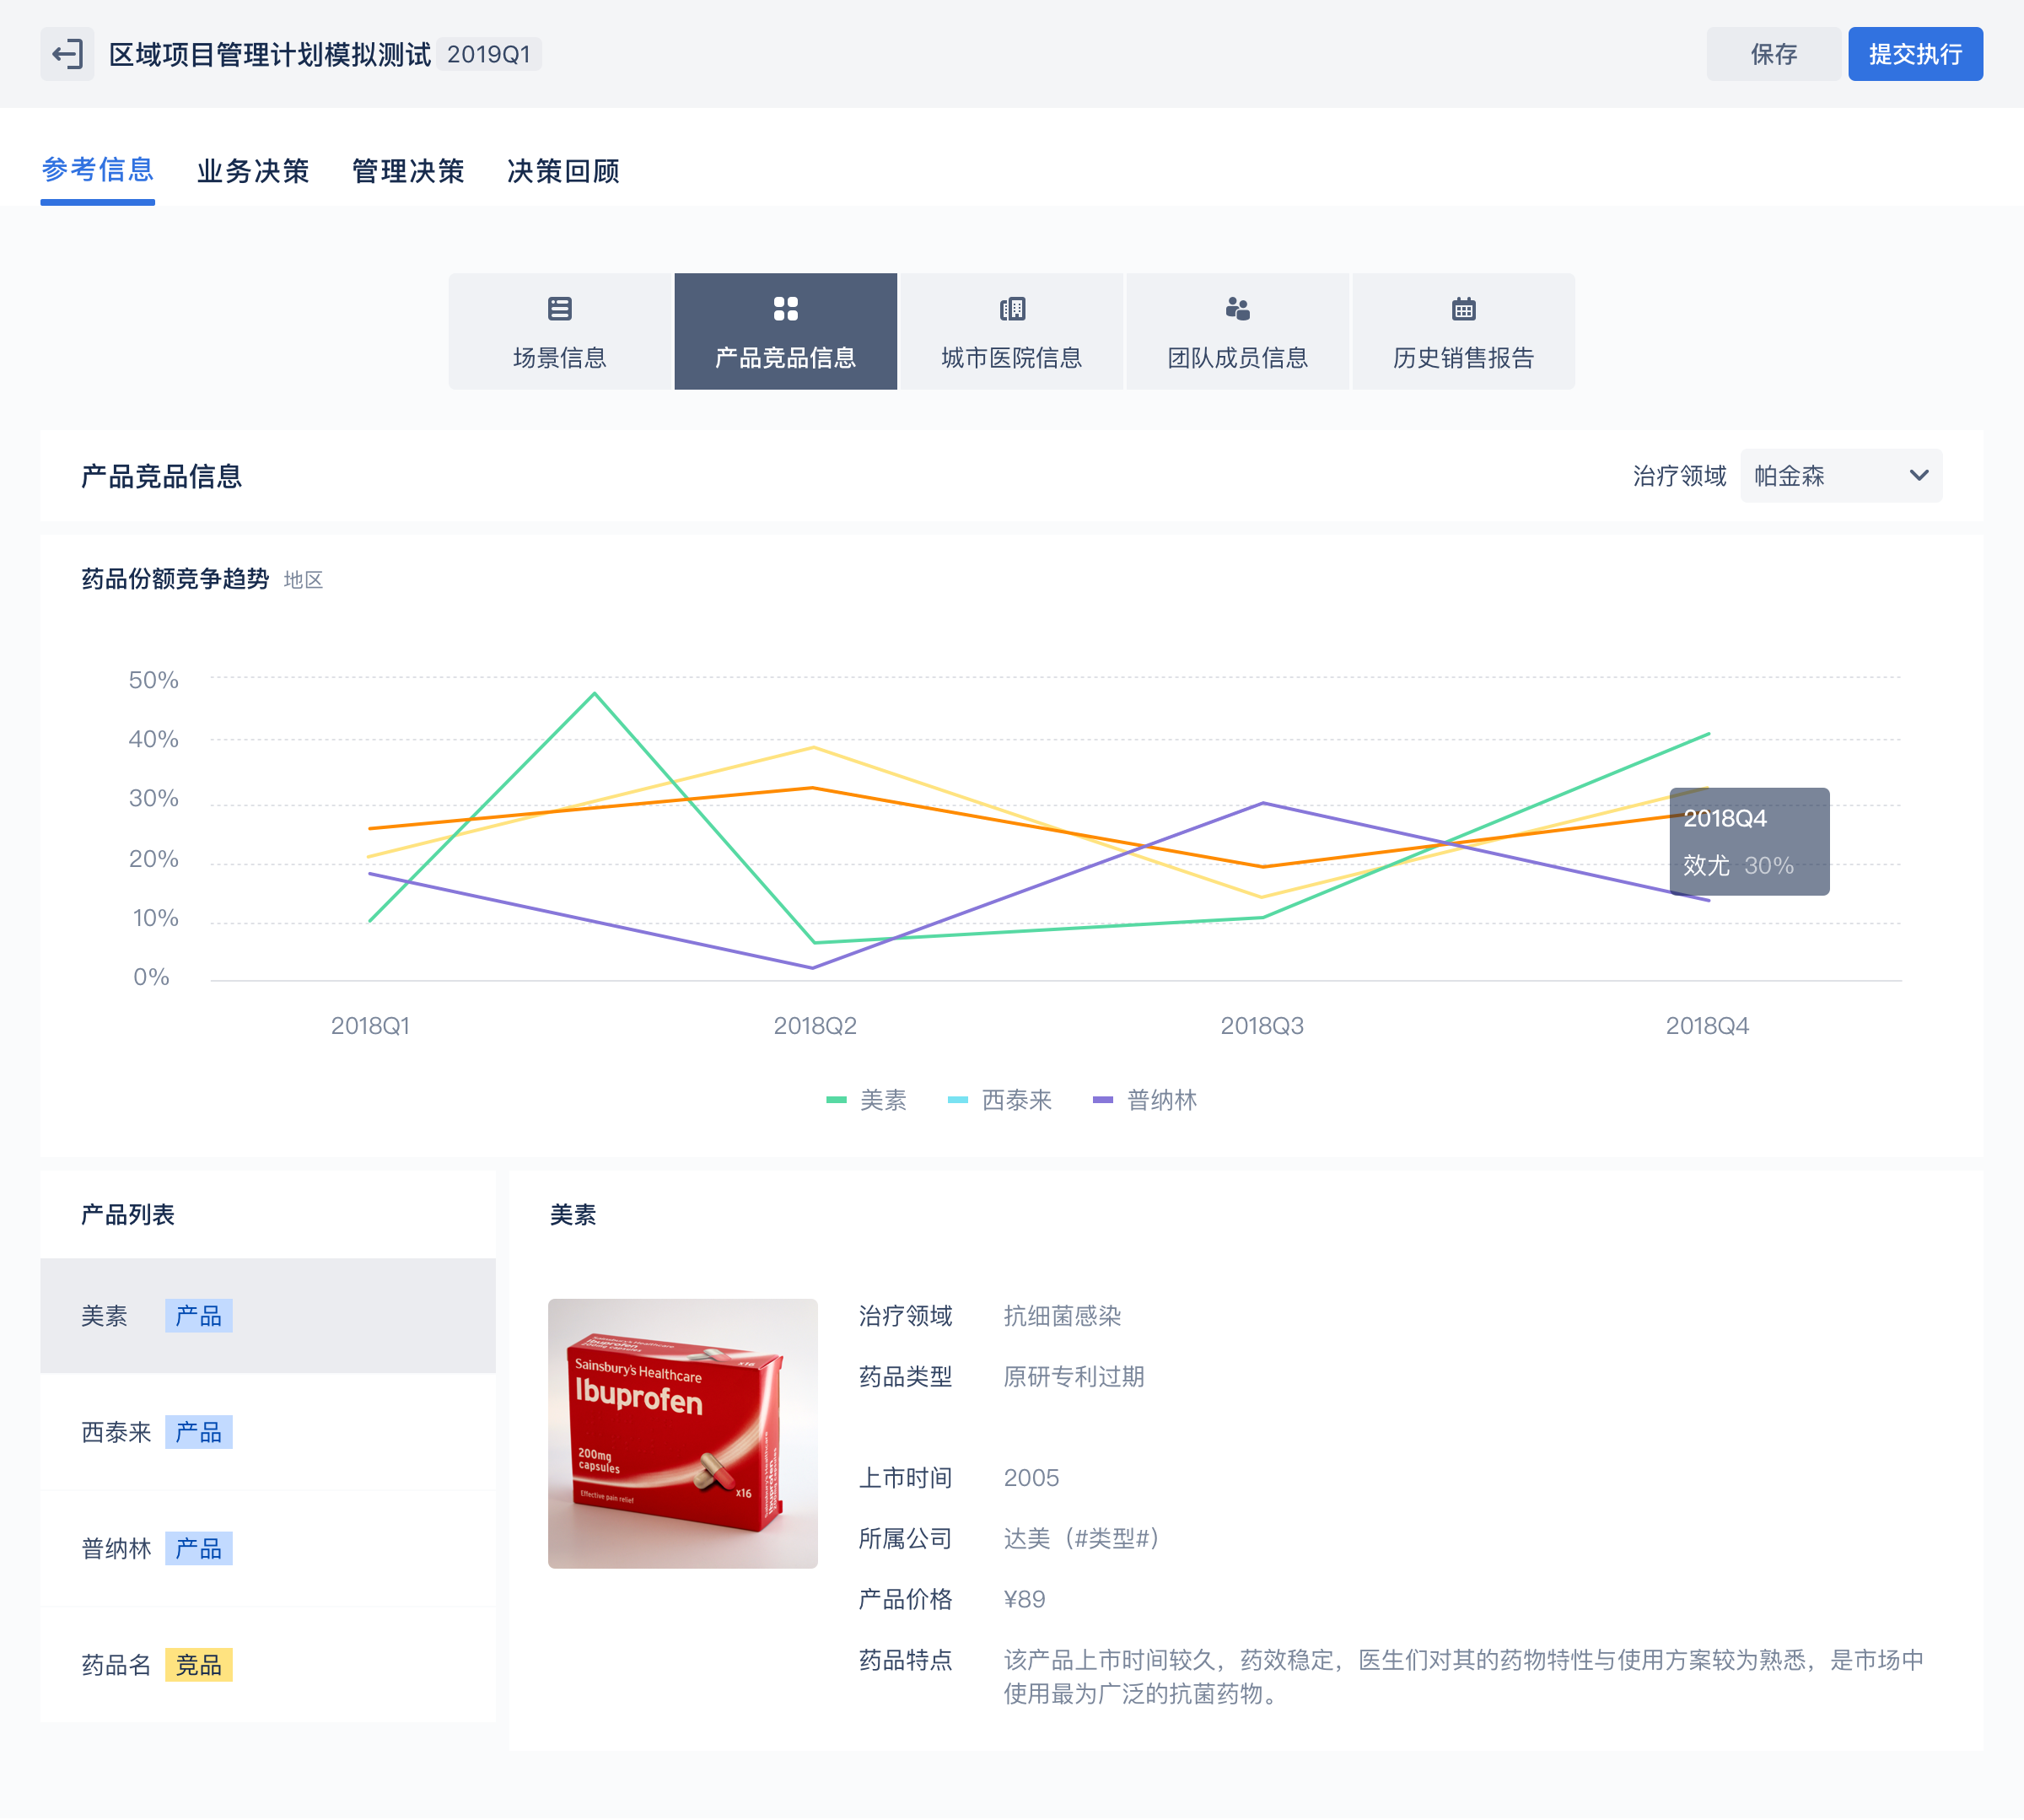 区域项目管理计划模拟测试 2019Q1
保存 提交执行
参考信息 业务决策 管理决策 决策回顾
场景信息 产品竞品信息 城市医院信息 团队成员信息 历史销售报告
产品竞品信息
治疗领域 帕金森
药品份额竞争趋势 地区
50%
40%
30%
20%
10%
0%
2018Q4
效尤 30%
2018Q1 2018Q2 2018Q3 2018Q4
美素 西泰来 普纳林
产品列表
美素 产品
西泰来 产品
普纳林 产品
药品名 竞品
美素
Sainsbury's Healthcare
Ibuprofen
200mg
capsules
Effective pain relief
x16
Sainsbury's Healthcare
Ibuprofen
治疗领域 抗细菌感染
药品类型 原研专利过期
上市时间 2005
所属公司 达美（#类型#）
产品价格 ¥89
药品特点 该产品上市时间较久，药效稳定，医生们对其的药物特性与使用方案较为熟悉，是市场中
使用最为广泛的抗菌药物。